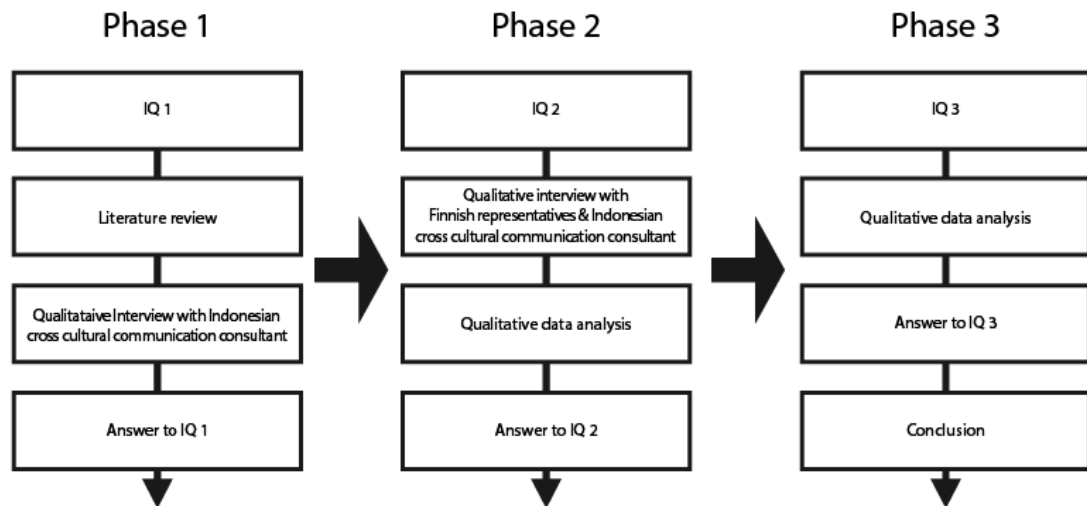 Phase 1
IQ 1
Literature review
Qualitataive Interview with Indonesian
cross cultural communication consultant
Answer to IQ 1
Phase 2
IQ 2
Qualitative interview with
Finnish representatives & Indonesian
cross cultural communication consultant
Qualitative data analysis
Answer to IQ 2
Phase 3
IQ 3
Qualitative data analysis
Answer to IQ 3
Conclusion